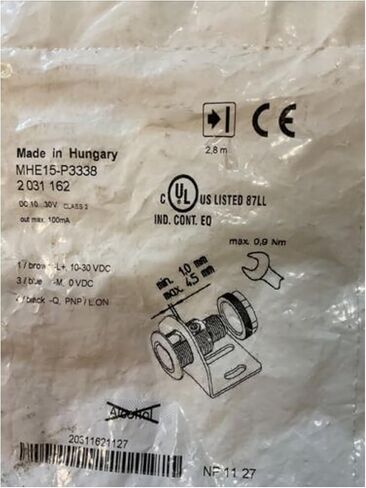 Made in Hungary
MHE15-P3338
2 031 162
DC 10... 30V CLASS 2
out max. 100mA
1 / brown -L+, 10-30 VDC
3 / blue -M, 0 VDC
4 / black -Q, PNP / L.ON
2,8 m
CE
C UL US LISTED 87LL
IND. CONT. EQ
max. 0,9 Nm
min. 1.0 mm
max. 4.5 mm
Alcohol
20311621127
NF 11 27